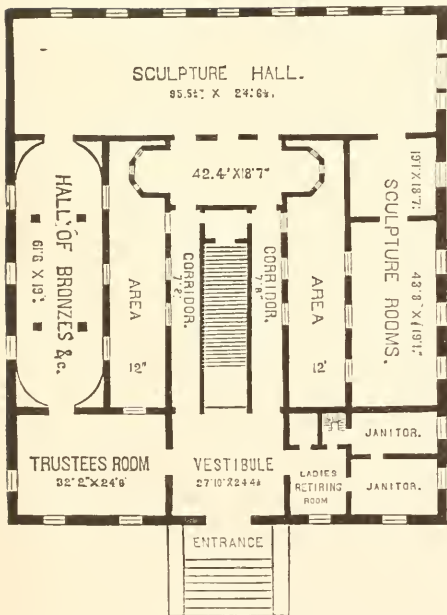 SCULPTURE HALL.
95.5½" X 24'.6½.
42.4' X 18'7"
HALL OF BRONZES &c.
61'6 X 19'.
AREA
12"
CORRIDOR.
7'8"
CORRIDOR.
7'8"
AREA
12'
19'1 X 18'7"
SCULPTURE ROOMS.
43'8" X 19'1"
TRUSTEES ROOM
32'2" X 24'6"
VESTIBULE
27'10" X 24 4½
LADIES
RETIRING
ROOM
JANITOR.
JANITOR.
ENTRANCE